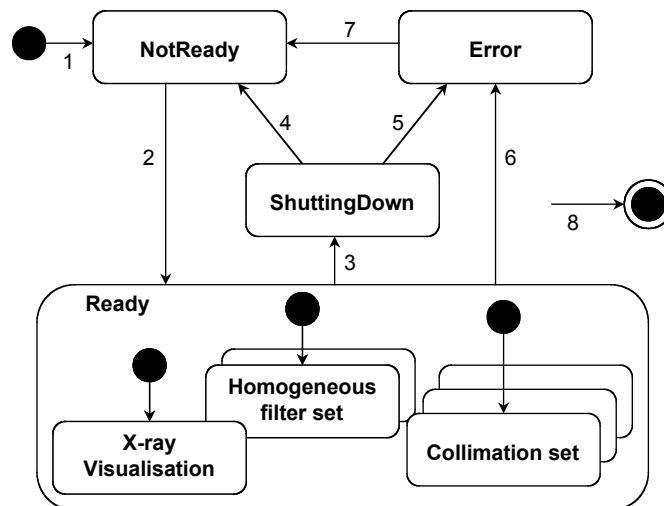 1
NotReady
7
Error
2
4
5
6
ShuttingDown
8
3
Ready
Homogeneous
filter set
X-ray
Visualisation
Collimation set